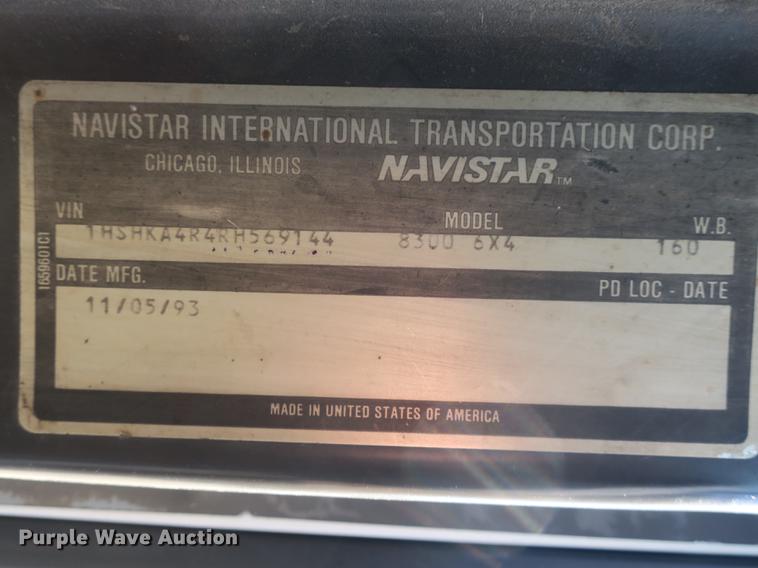 NAVISTAR INTERNATIONAL TRANSPORTATION CORP.
CHICAGO, ILLINOIS NAVISTAR™
VIN MODEL W.B.
1HSHKA4R4RH569144 8300 6X4 160
DATE MFG. PD LOC - DATE
11/05/93
MADE IN UNITED STATES OF AMERICA
1659601C1
Purple Wave Auction